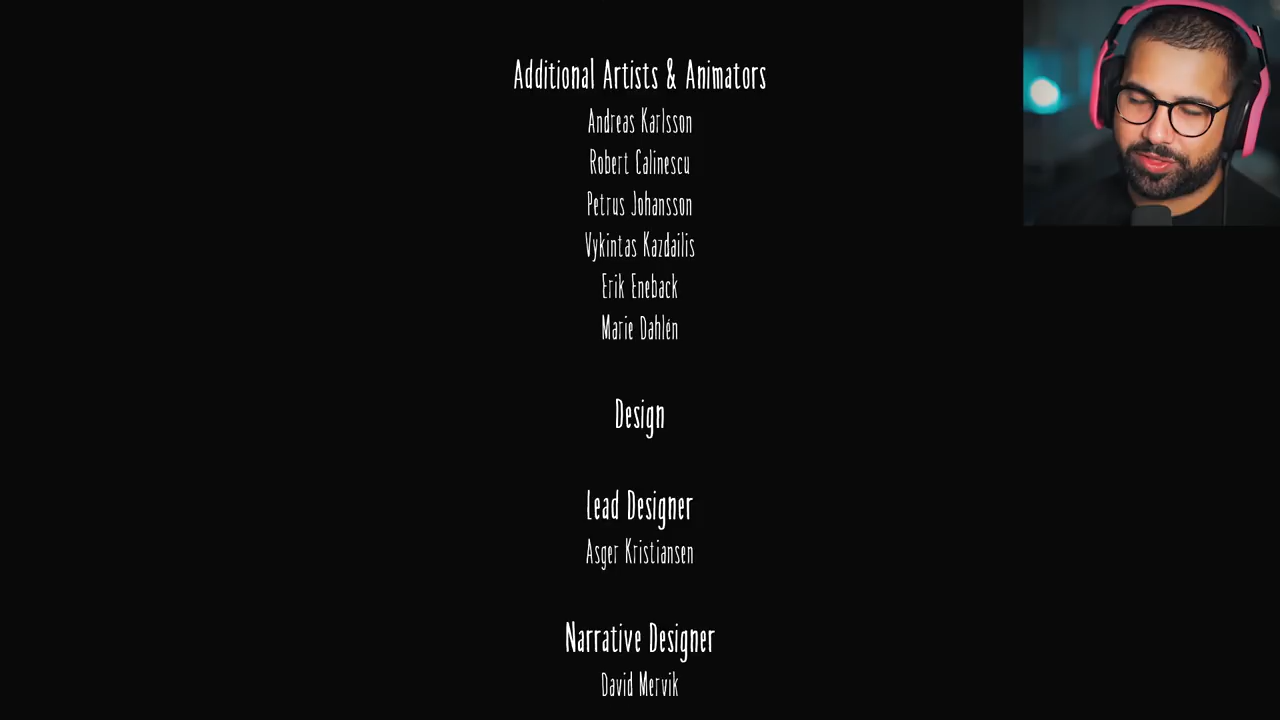 Additional Artists & Animators
Andreas Karlsson
Robert Calinescu
Petrus Johansson
Vykintas Kazdailis
Erik Eneback
Marie Dahlén
Design
Lead Designer
Asger Kristiansen
Narrative Designer
David Mervik